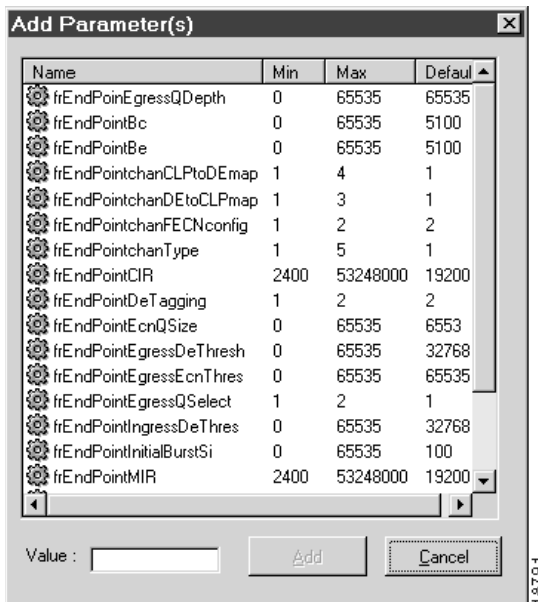 Add Parameter(s)
Name Min Max Defaul
frEndPoinEgressQDepth 0 65535 65535
frEndPointBc 0 65535 5100
frEndPointBe 0 65535 5100
frEndPointchanCLPtoDEmap 1 4 1
frEndPointchanDEtoCLPmap 1 3 1
frEndPointchanFECNconfig 1 2 2
frEndPointchanType 1 5 1
frEndPointCIR 2400 53248000 19200
frEndPointDeTagging 1 2 2
frEndPointEcnQSize 0 65535 6553
frEndPointEgressDeThresh 0 65535 32768
frEndPointEgressEcnThres 0 65535 65535
frEndPointEgressQSelect 1 2 1
frEndPointIngressDeThres 0 65535 32768
frEndPointInitialBurstSi 0 65535 100
frEndPointMIR 2400 53248000 19200
Value : Add Cancel